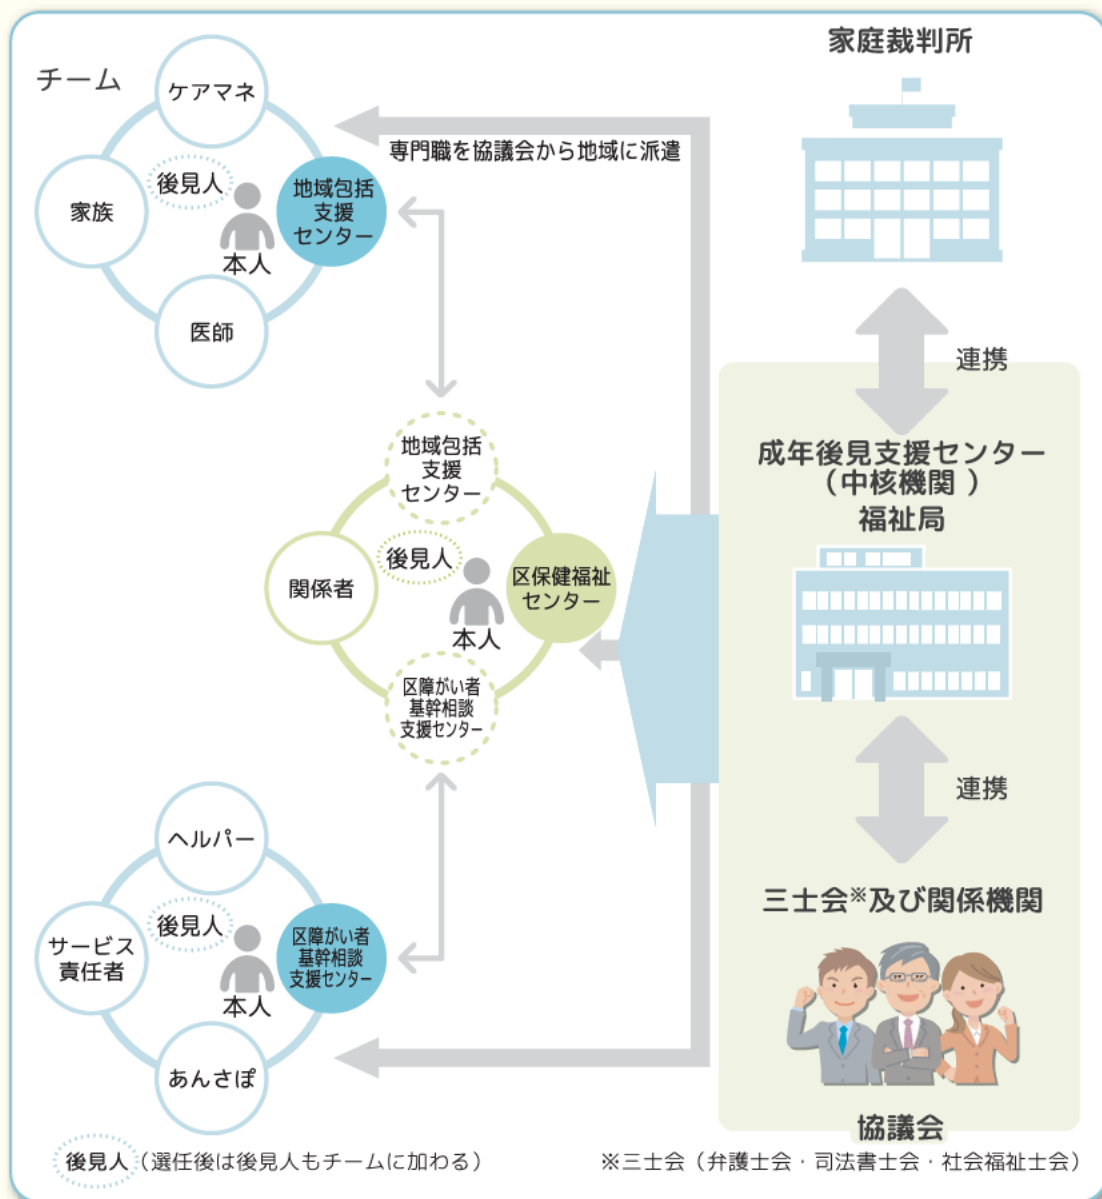 チーム
ケアマネ
家族
後見人
本人
地域包括
支援
センター
医師
専門職を協議会から地域に派遣
家庭裁判所
連携
成年後見支援センター
（中核機関 ）
福祉局
連携
三士会※及び関係機関
協議会
地域包括
支援
センター
関係者
後見人
本人
区保健福祉
センター
区障がい者
基幹相談
支援センター
ヘルパー
サービス
責任者
後見人
本人
区障がい者
基幹相談
支援センター
あんさぽ
後見人（選任後は後見人もチームに加わる）
※三士会（弁護士会・司法書士会・社会福祉士会）